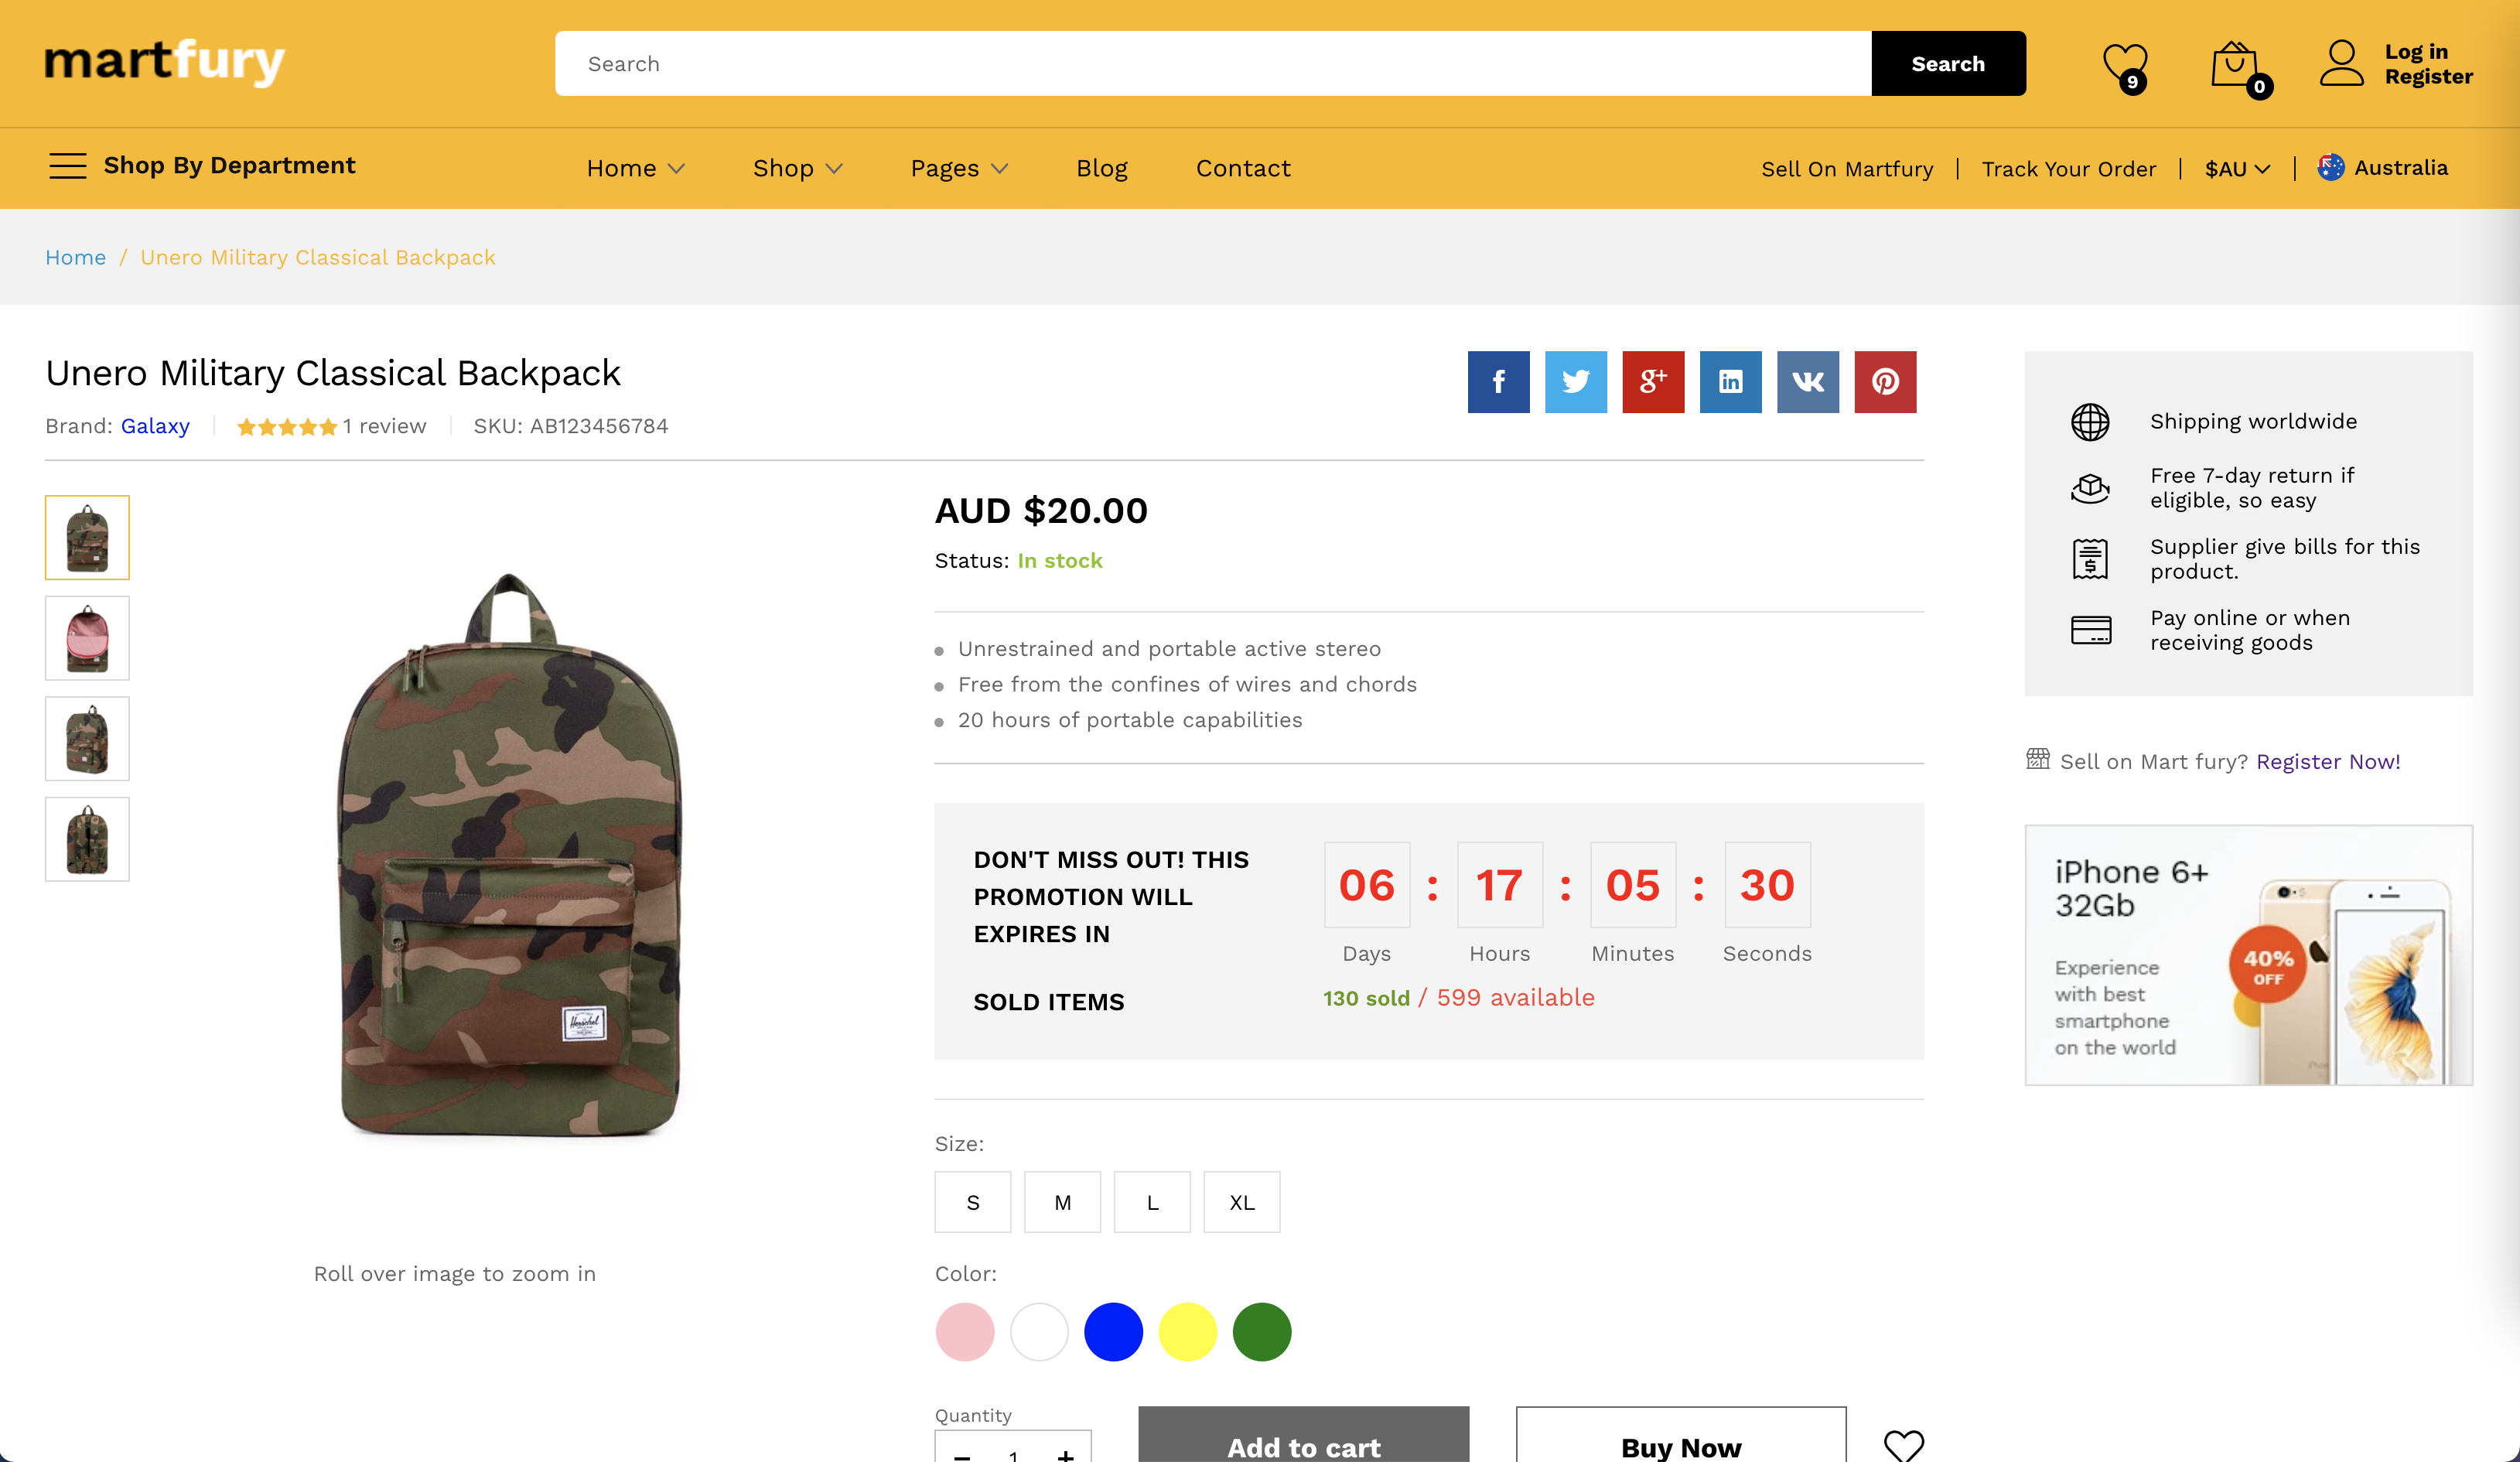 martfury
Search
Search
9
0
Log in
Register
Shop By Department
Home
Shop
Pages
Blog
Contact
Sell On Martfury
Track Your Order
$AU
Australia
Home / Unero Military Classical Backpack
Unero Military Classical Backpack
Brand: Galaxy
1 review
SKU: AB123456784
f
g+
in
AUD $20.00
Status: In stock
Unrestrained and portable active stereo
Free from the confines of wires and chords
20 hours of portable capabilities
DON'T MISS OUT! THIS
PROMOTION WILL
EXPIRES IN
06 : 17 : 05 : 30
Days
Hours
Minutes
Seconds
SOLD ITEMS
130 sold / 599 available
Herschel
Roll over image to zoom in
Size:
S
M
L
XL
Color:
Quantity
− 1 +
Add to cart
Buy Now
Shipping worldwide
Free 7-day return if
eligible, so easy
Supplier give bills for this
product.
Pay online or when
receiving goods
Sell on Mart fury? Register Now!
iPhone 6+
32Gb
Experience
with best
smartphone
on the world
40%
OFF